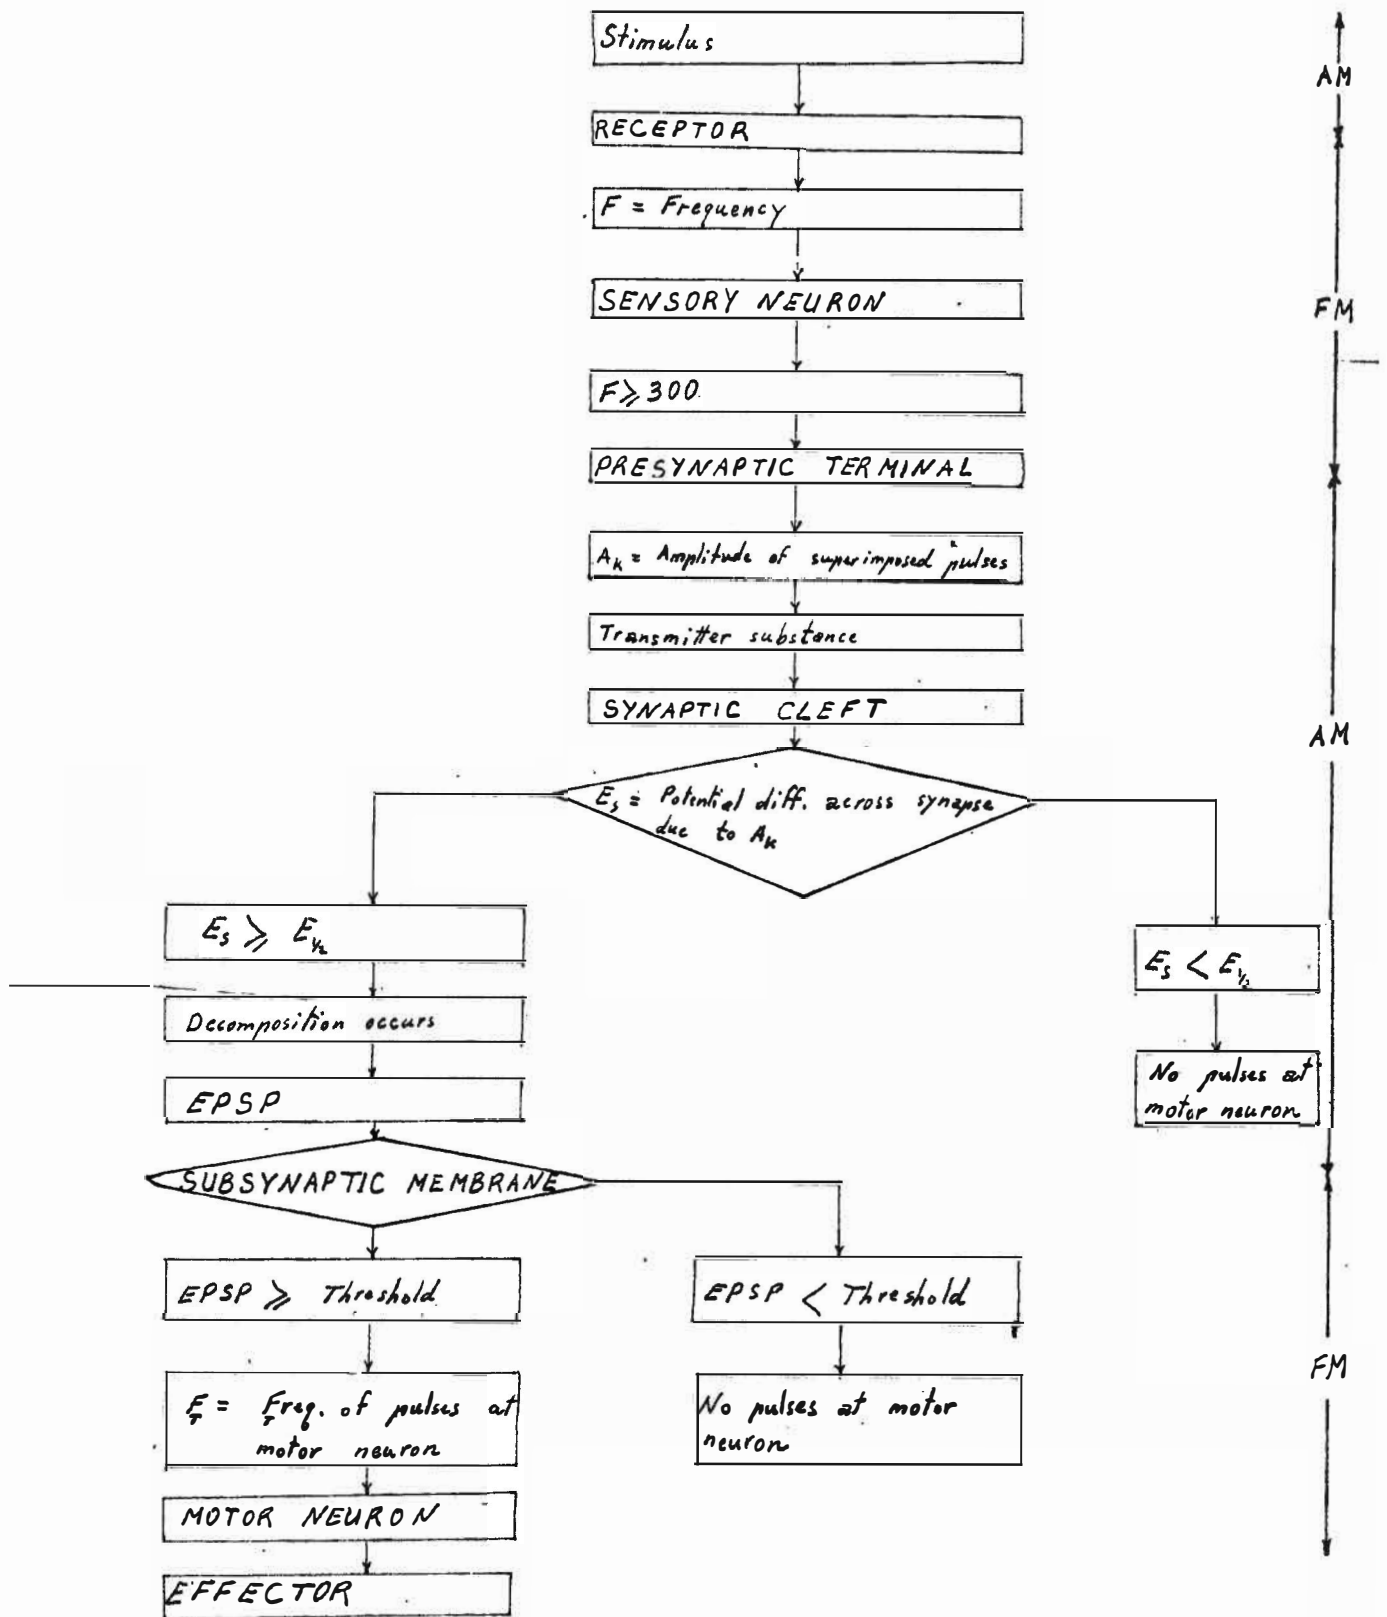 Stimulus
AM
RECEPTOR
F = Frequency
SENSORY NEURON
FM
F ⩾ 300
PRESYNAPTIC TERMINAL
A_k = Amplitude of superimposed pulses
Transmitter substance
SYNAPTIC CLEFT
AM
E_s = Potential diff. across synapse
due to A_k
E_s ⩾ E_½
E_s < E_½
Decomposition occurs
No pulses at
motor neuron
EPSP
SUBSYNAPTIC MEMBRANE
EPSP ⩾ Threshold
EPSP < Threshold
FM
F_T = Freq. of pulses at
motor neuron
No pulses at motor
neuron
MOTOR NEURON
EFFECTOR